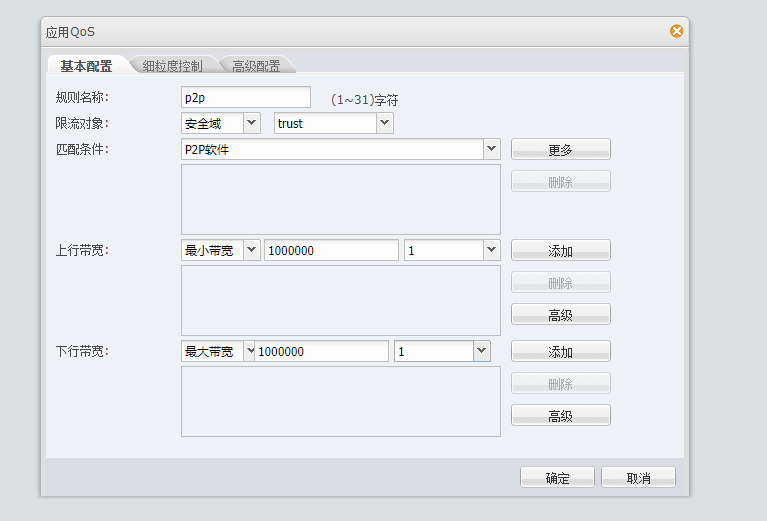 应用QoS
基本配置 细粒度控制 高级配置
规则名称: p2p (1~31)字符
限流对象: 安全域 trust
匹配条件: P2P软件 更多
删除
上行带宽: 最小带宽 1000000 1 添加
删除
高级
下行带宽: 最大带宽 1000000 1 添加
删除
高级
确定 取消